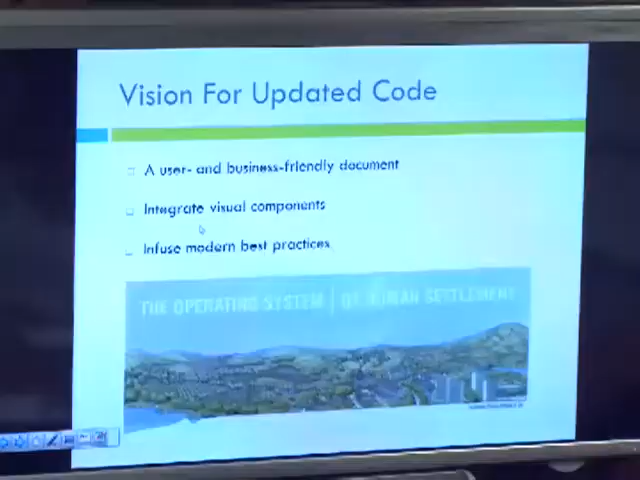 Vision For Updated Code
A user- and business-friendly document
Integrate visual components
Infuse modern best practices
THE OPERATING SYSTEM | OF HUMAN SETTLEMENT